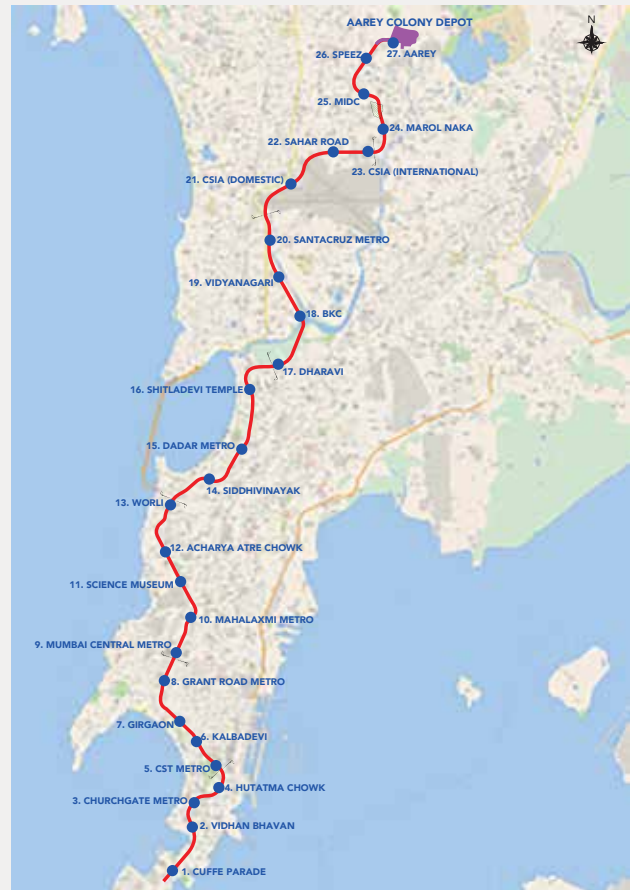 AAREY COLONY DEPOT
N
26. SPEEZ
27. AAREY
25. MIDC
24. MAROL NAKA
22. SAHAR ROAD
23. CSIA (INTERNATIONAL)
21. CSIA (DOMESTIC)
20. SANTACRUZ METRO
19. VIDYANAGARI
18. BKC
17. DHARAVI
16. SHITLADEVI TEMPLE
15. DADAR METRO
14. SIDDHIVINAYAK
13. WORLI
12. ACHARYA ATRE CHOWK
11. SCIENCE MUSEUM
10. MAHALAXMI METRO
9. MUMBAI CENTRAL METRO
8. GRANT ROAD METRO
7. GIRGAON
6. KALBADEVI
5. CST METRO
4. HUTATMA CHOWK
3. CHURCHGATE METRO
2. VIDHAN BHAVAN
1. CUFFE PARADE